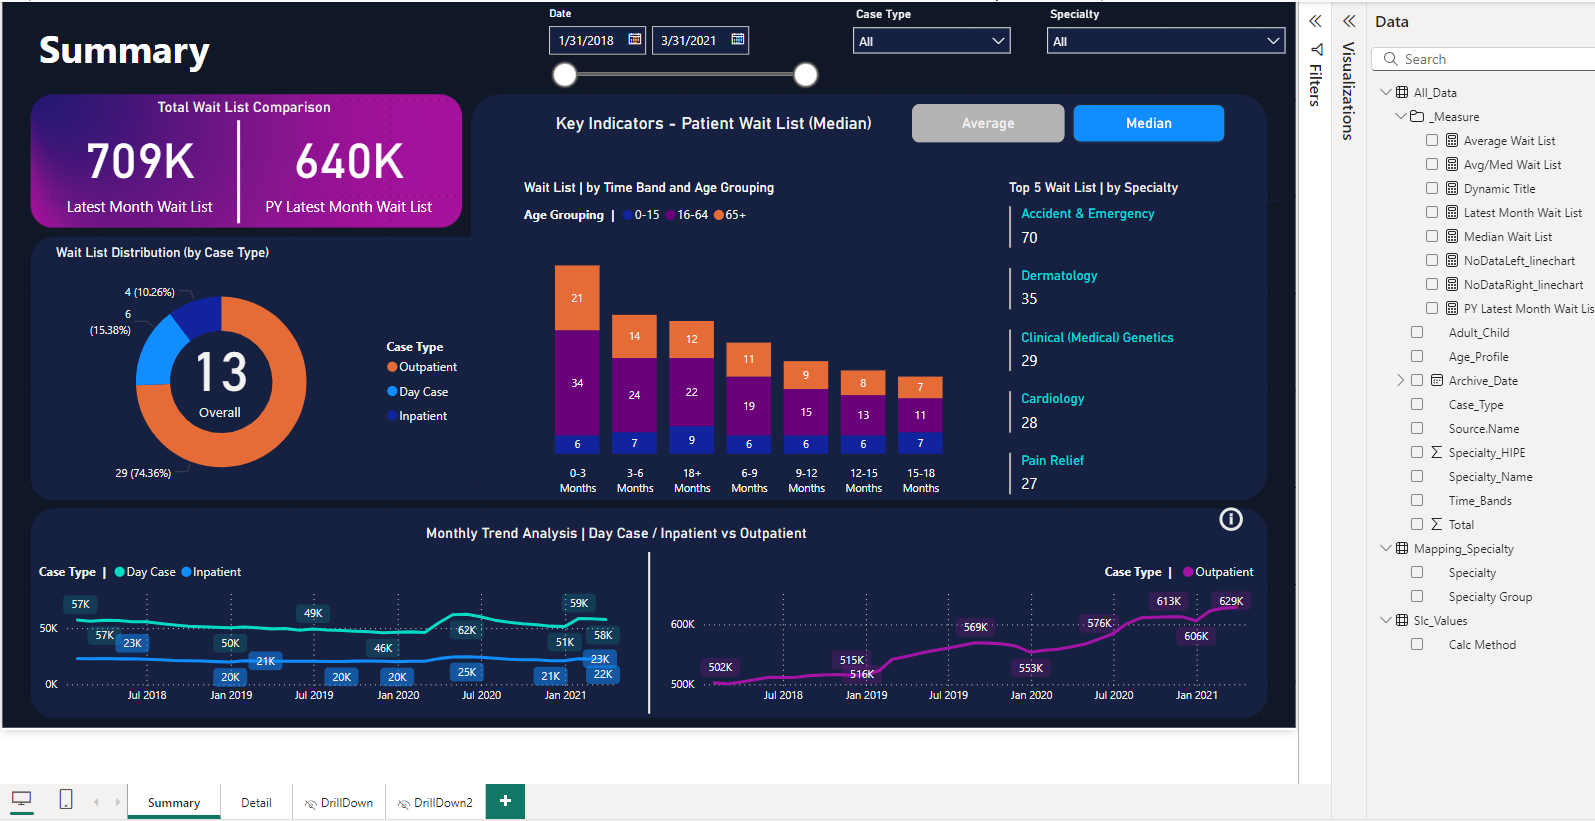 Summary
Date
1/31/2018
3/31/2021
Case Type
All
Specialty
All
Total Wait List Comparison
709K
Latest Month Wait List
640K
PY Latest Month Wait List
Key Indicators - Patient Wait List (Median)
Average
Median
Wait List Distribution (by Case Type)
4 (10.26%)
6
(15.38%)
13
Overall
29 (74.36%)
Case Type
Outpatient
Day Case
Inpatient
Wait List | by Time Band and Age Grouping
Age Grouping | 0-15 16-64 65+
21
34
6
14
24
7
12
22
9
11
19
6
9
15
6
8
13
6
7
11
7
0-3
Months
3-6
Months
18+
Months
6-9
Months
9-12
Months
12-15
Months
15-18
Months
Top 5 Wait List | by Specialty
Accident & Emergency
70
Dermatology
35
Clinical (Medical) Genetics
29
Cardiology
28
Pain Relief
27
Monthly Trend Analysis | Day Case / Inpatient vs Outpatient
Case Type | Day Case Inpatient
50K
0K
57K
57K
23K
50K
20K
21K
49K
20K
46K
20K
62K
25K
59K
51K
21K
58K
23K
22K
Jul 2018
Jan 2019
Jul 2019
Jan 2020
Jul 2020
Jan 2021
Case Type | Outpatient
600K
500K
502K
515K
516K
569K
553K
576K
613K
606K
629K
Jul 2018
Jan 2019
Jul 2019
Jan 2020
Jul 2020
Jan 2021
Filters
Visualizations
Data
Search
All_Data
_Measure
Average Wait List
Avg/Med Wait List
Dynamic Title
Latest Month Wait List
Median Wait List
NoDataLeft_linechart
NoDataRight_linechart
PY Latest Month Wait Lis
Adult_Child
Age_Profile
Archive_Date
Case_Type
Source.Name
Specialty_HIPE
Specialty_Name
Time_Bands
Total
Mapping_Specialty
Specialty
Specialty Group
Slc_Values
Calc Method
Summary
Detail
DrillDown
DrillDown2
+